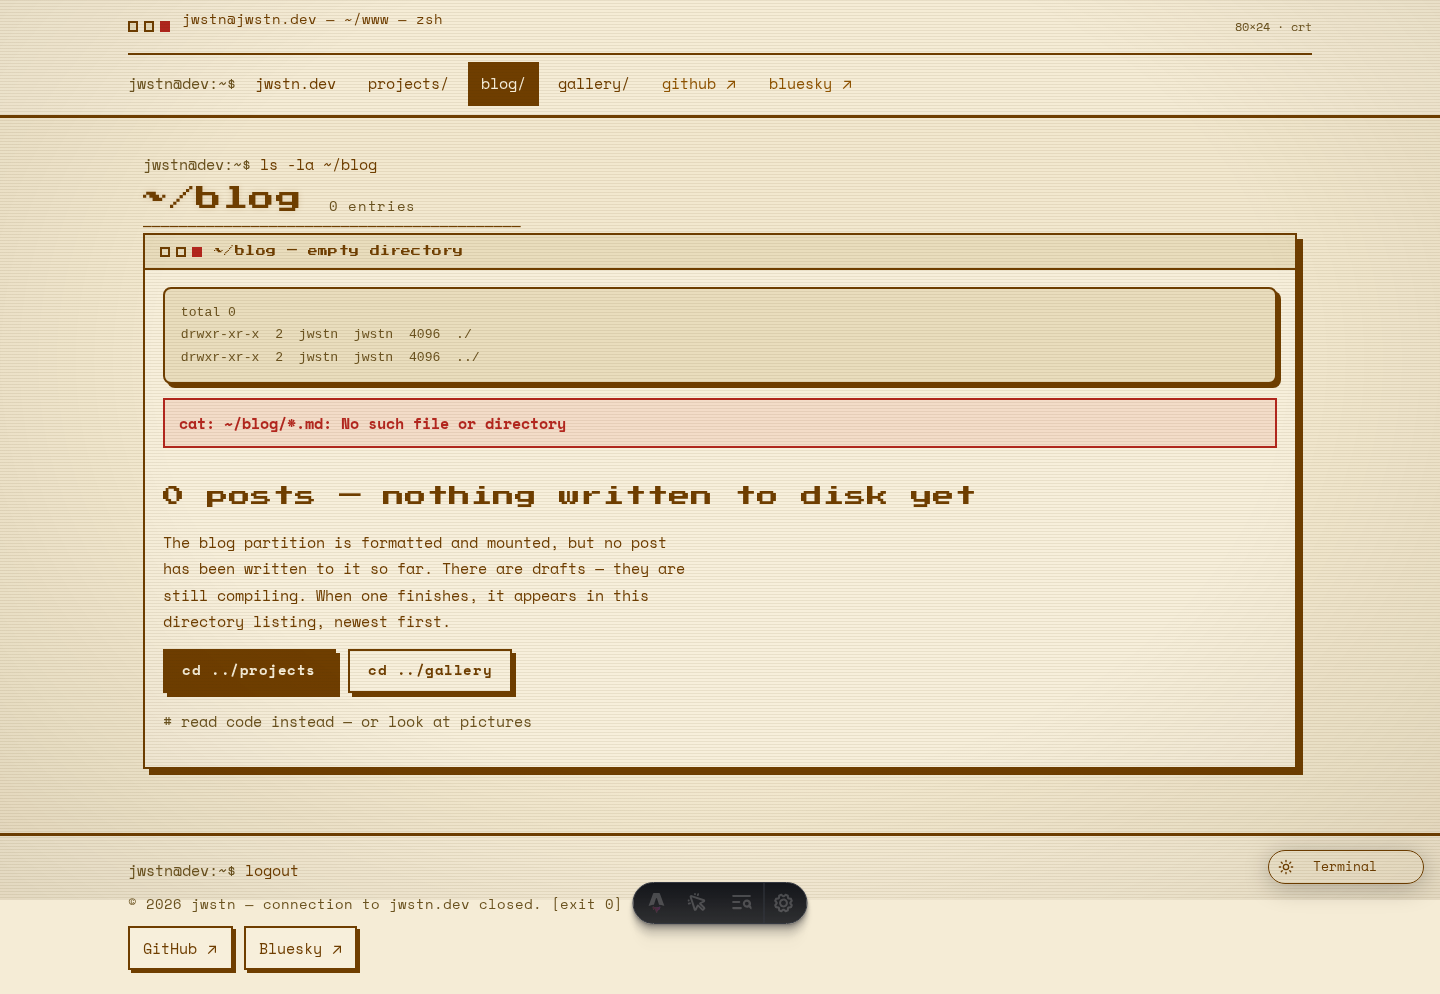 jwstn@jwstn.dev — ~/www — zsh
80×24 · crt
jwstn@dev:~$ jwstn.dev projects/ blog/ gallery/ github ↗ bluesky ↗
jwstn@dev:~$ ls -la ~/blog
~/blog 0 entries
~/blog — empty directory
total 0
drwxr-xr-x 2 jwstn jwstn 4096 ./
drwxr-xr-x 2 jwstn jwstn 4096 ../
cat: ~/blog/*.md: No such file or directory
0 posts — nothing written to disk yet
The blog partition is formatted and mounted, but no post
has been written to it so far. There are drafts — they are
still compiling. When one finishes, it appears in this
directory listing, newest first.
cd ../projects cd ../gallery
# read code instead — or look at pictures
jwstn@dev:~$ logout
Terminal
© 2026 jwstn — connection to jwstn.dev closed. [exit 0]
GitHub ↗ Bluesky ↗